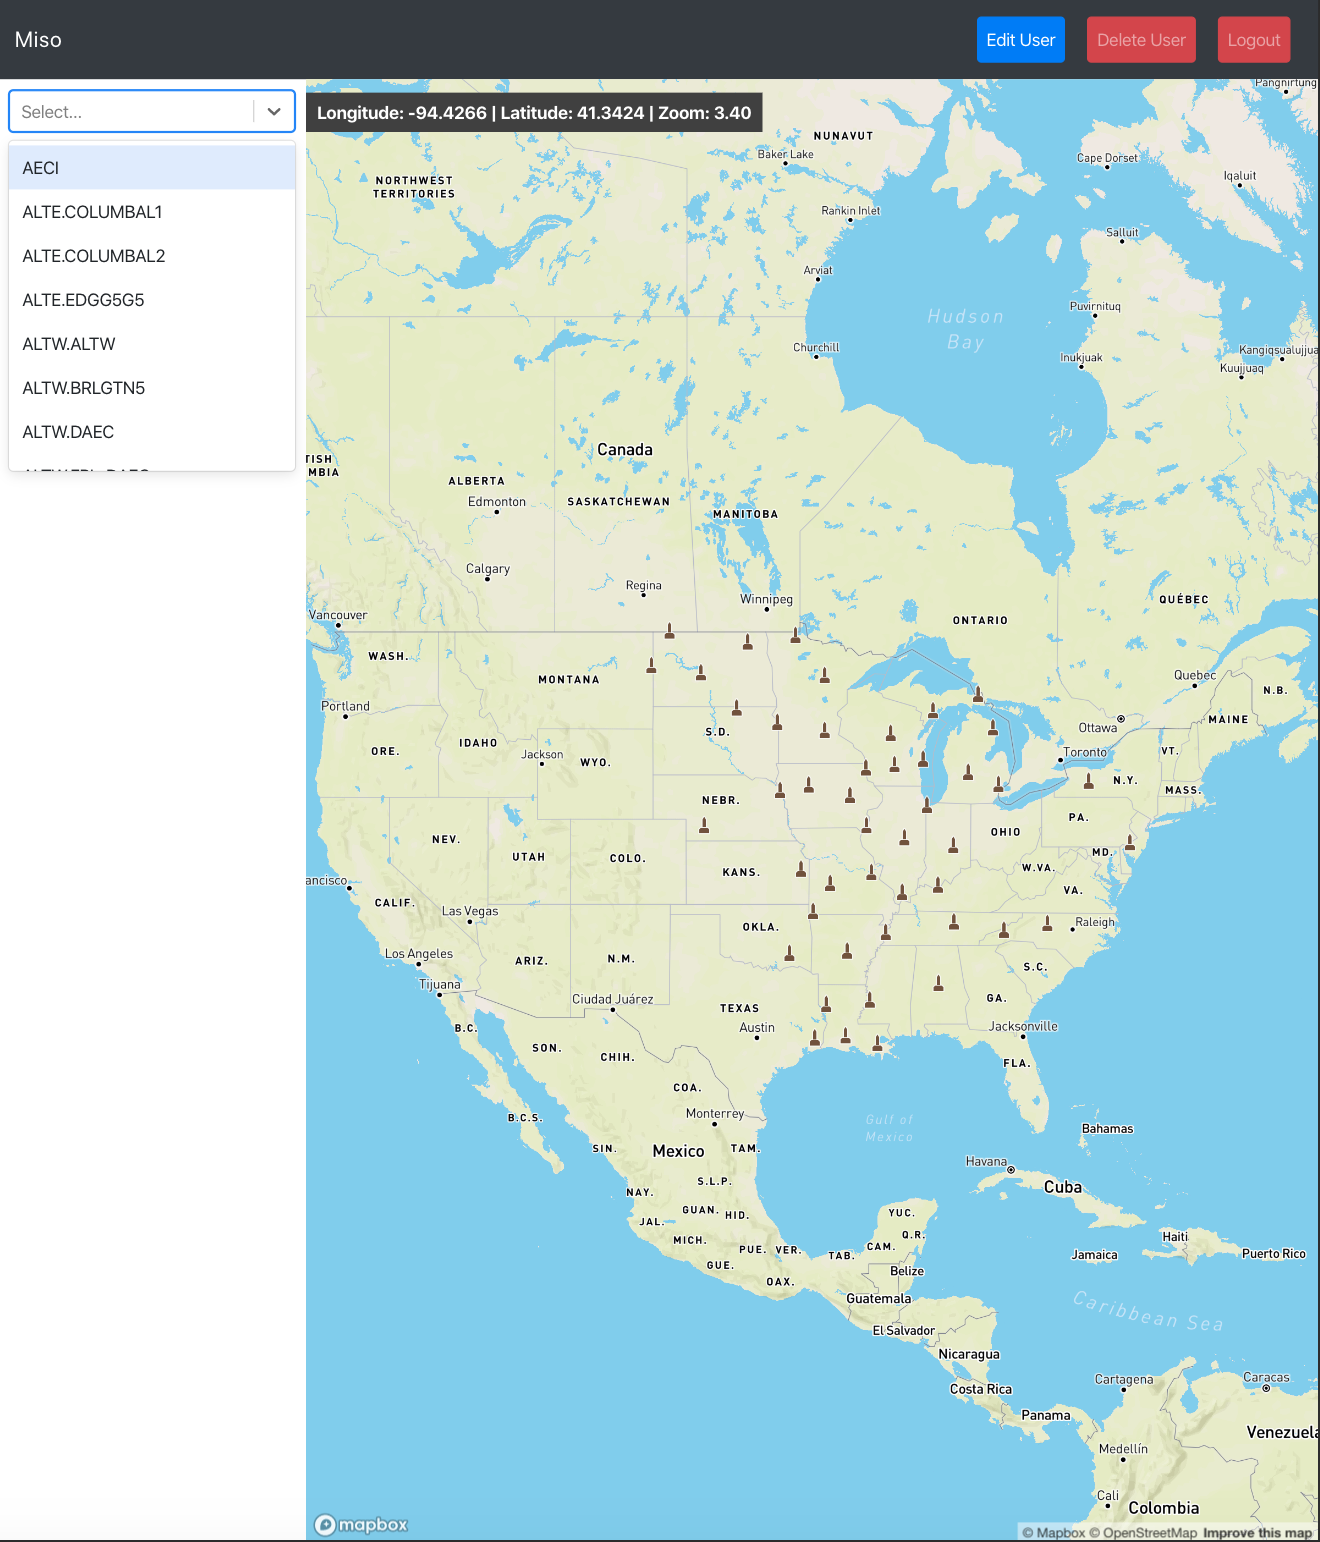 Miso
Edit User
Delete User
Logout
Select...
AECI
ALTE.COLUMBAL1
ALTE.COLUMBAL2
ALTE.EDGG5G5
ALTW.ALTW
ALTW.BRLGTN5
ALTW.DAEC
Longitude: -94.4266 | Latitude: 41.3424 | Zoom: 3.40
Pangnirtung
NUNAVUT
Baker Lake
Cape Dorset
Iqaluit
NORTHWEST
TERRITORIES
Rankin Inlet
Salluit
Arviat
Puvirnituq
Hudson
Bay
Churchill
Inukjuak
Kangiqsualujjua
Kuujjuaq
Canada
TISH
MBIA
ALBERTA
Edmonton
SASKATCHEWAN
MANITOBA
Calgary
Regina
Winnipeg
QUÉBEC
Vancouver
ONTARIO
WASH.
MONTANA
Quebec
N.B.
Portland
MAINE
Ottawa
S.D.
IDAHO
ORE.
Jackson
WYO.
Toronto
VT.
N.Y.
MASS.
NEBR.
PA.
NEV.
OHIO
UTAH
COLO.
MD.
KANS.
W.VA.
ancisco
VA.
CALIF.
Las Vegas
OKLA.
Raleigh
Los Angeles
ARIZ.
N.M.
S.C.
Tijuana
Ciudad Juárez
TEXAS
GA.
B.C.
Austin
Jacksonville
SON.
CHIH.
FLA.
COA.
B.C.S.
Monterrey
Gulf of
Mexico
Bahamas
SIN.
Mexico
TAM.
Havana
S.L.P.
Cuba
NAY.
GUAN.
HID.
YUC.
JAL.
Q.R.
MICH.
PUE.
VER.
TAB.
CAM.
Haiti
Jamaica
Puerto Rico
GUE.
Belize
OAX.
Guatemala
Caribbean Sea
El Salvador
Nicaragua
Cartagena
Caracas
Costa Rica
Panama
Venezuela
Medellín
Cali
Colombia
mapbox
© Mapbox © OpenStreetMap Improve this map